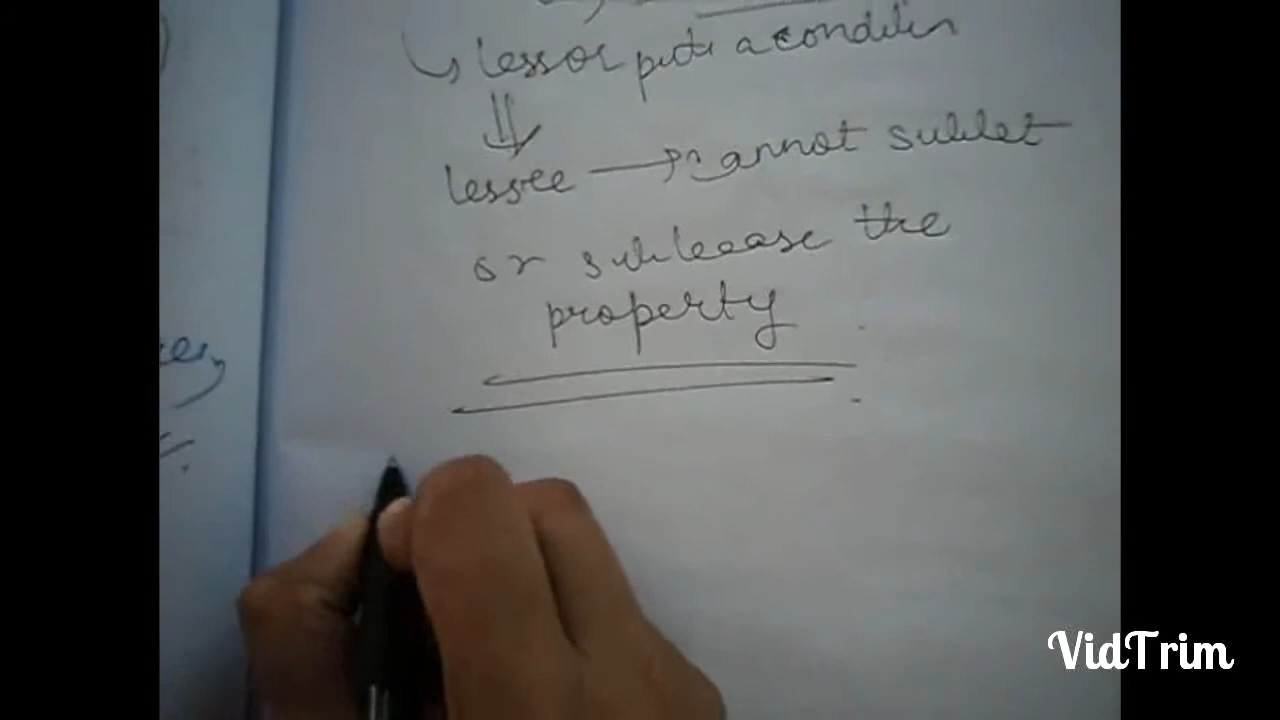 ↳ lessor puts a condition
⇓
lessee → cannot sublet
or sublease the
property
VidTrim